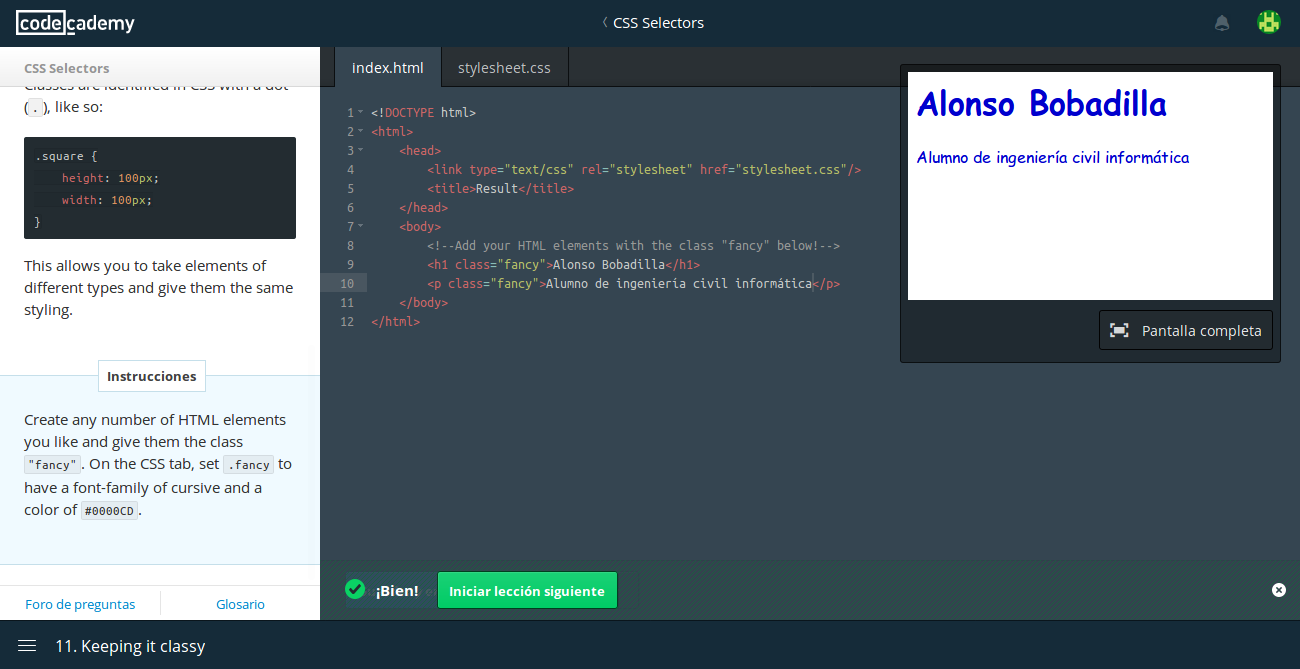 codecademy
CSS Selectors
CSS Selectors
Classes are identified in CSS with a dot
( . ), like so:
.square {
height: 100px;
width: 100px;
}
This allows you to take elements of
different types and give them the same
styling.
Instrucciones
Create any number of HTML elements
you like and give them the class
"fancy" . On the CSS tab, set .fancy to
have a font-family of cursive and a
color of #0000CD .
Foro de preguntas
Glosario
index.html
stylesheet.css
1 <!DOCTYPE html>
2 <html>
3 <head>
4 <link type="text/css" rel="stylesheet" href="stylesheet.css"/>
5 <title>Result</title>
6 </head>
7 <body>
8 <!--Add your HTML elements with the class "fancy" below!-->
9 <h1 class="fancy">Alonso Bobadilla</h1>
10 <p class="fancy">Alumno de ingeniería civil informática</p>
11 </body>
12 </html>
Alonso Bobadilla
Alumno de ingeniería civil informática
Pantalla completa
¡Bien!
Iniciar lección siguiente
11. Keeping it classy